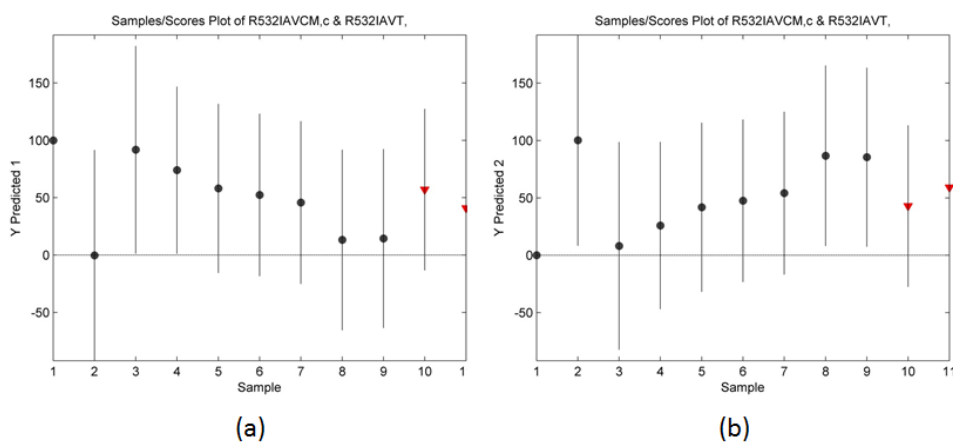 Samples/Scores Plot of R532IAVCM,c & R532IAVT,
Y Predicted 1
150
100
50
0
-50
1 2 3 4 5 6 7 8 9 10 1
Sample
(a)
Samples/Scores Plot of R532IAVCM,c & R532IAVT,
Y Predicted 2
150
100
50
0
-50
1 2 3 4 5 6 7 8 9 10 11
Sample
(b)